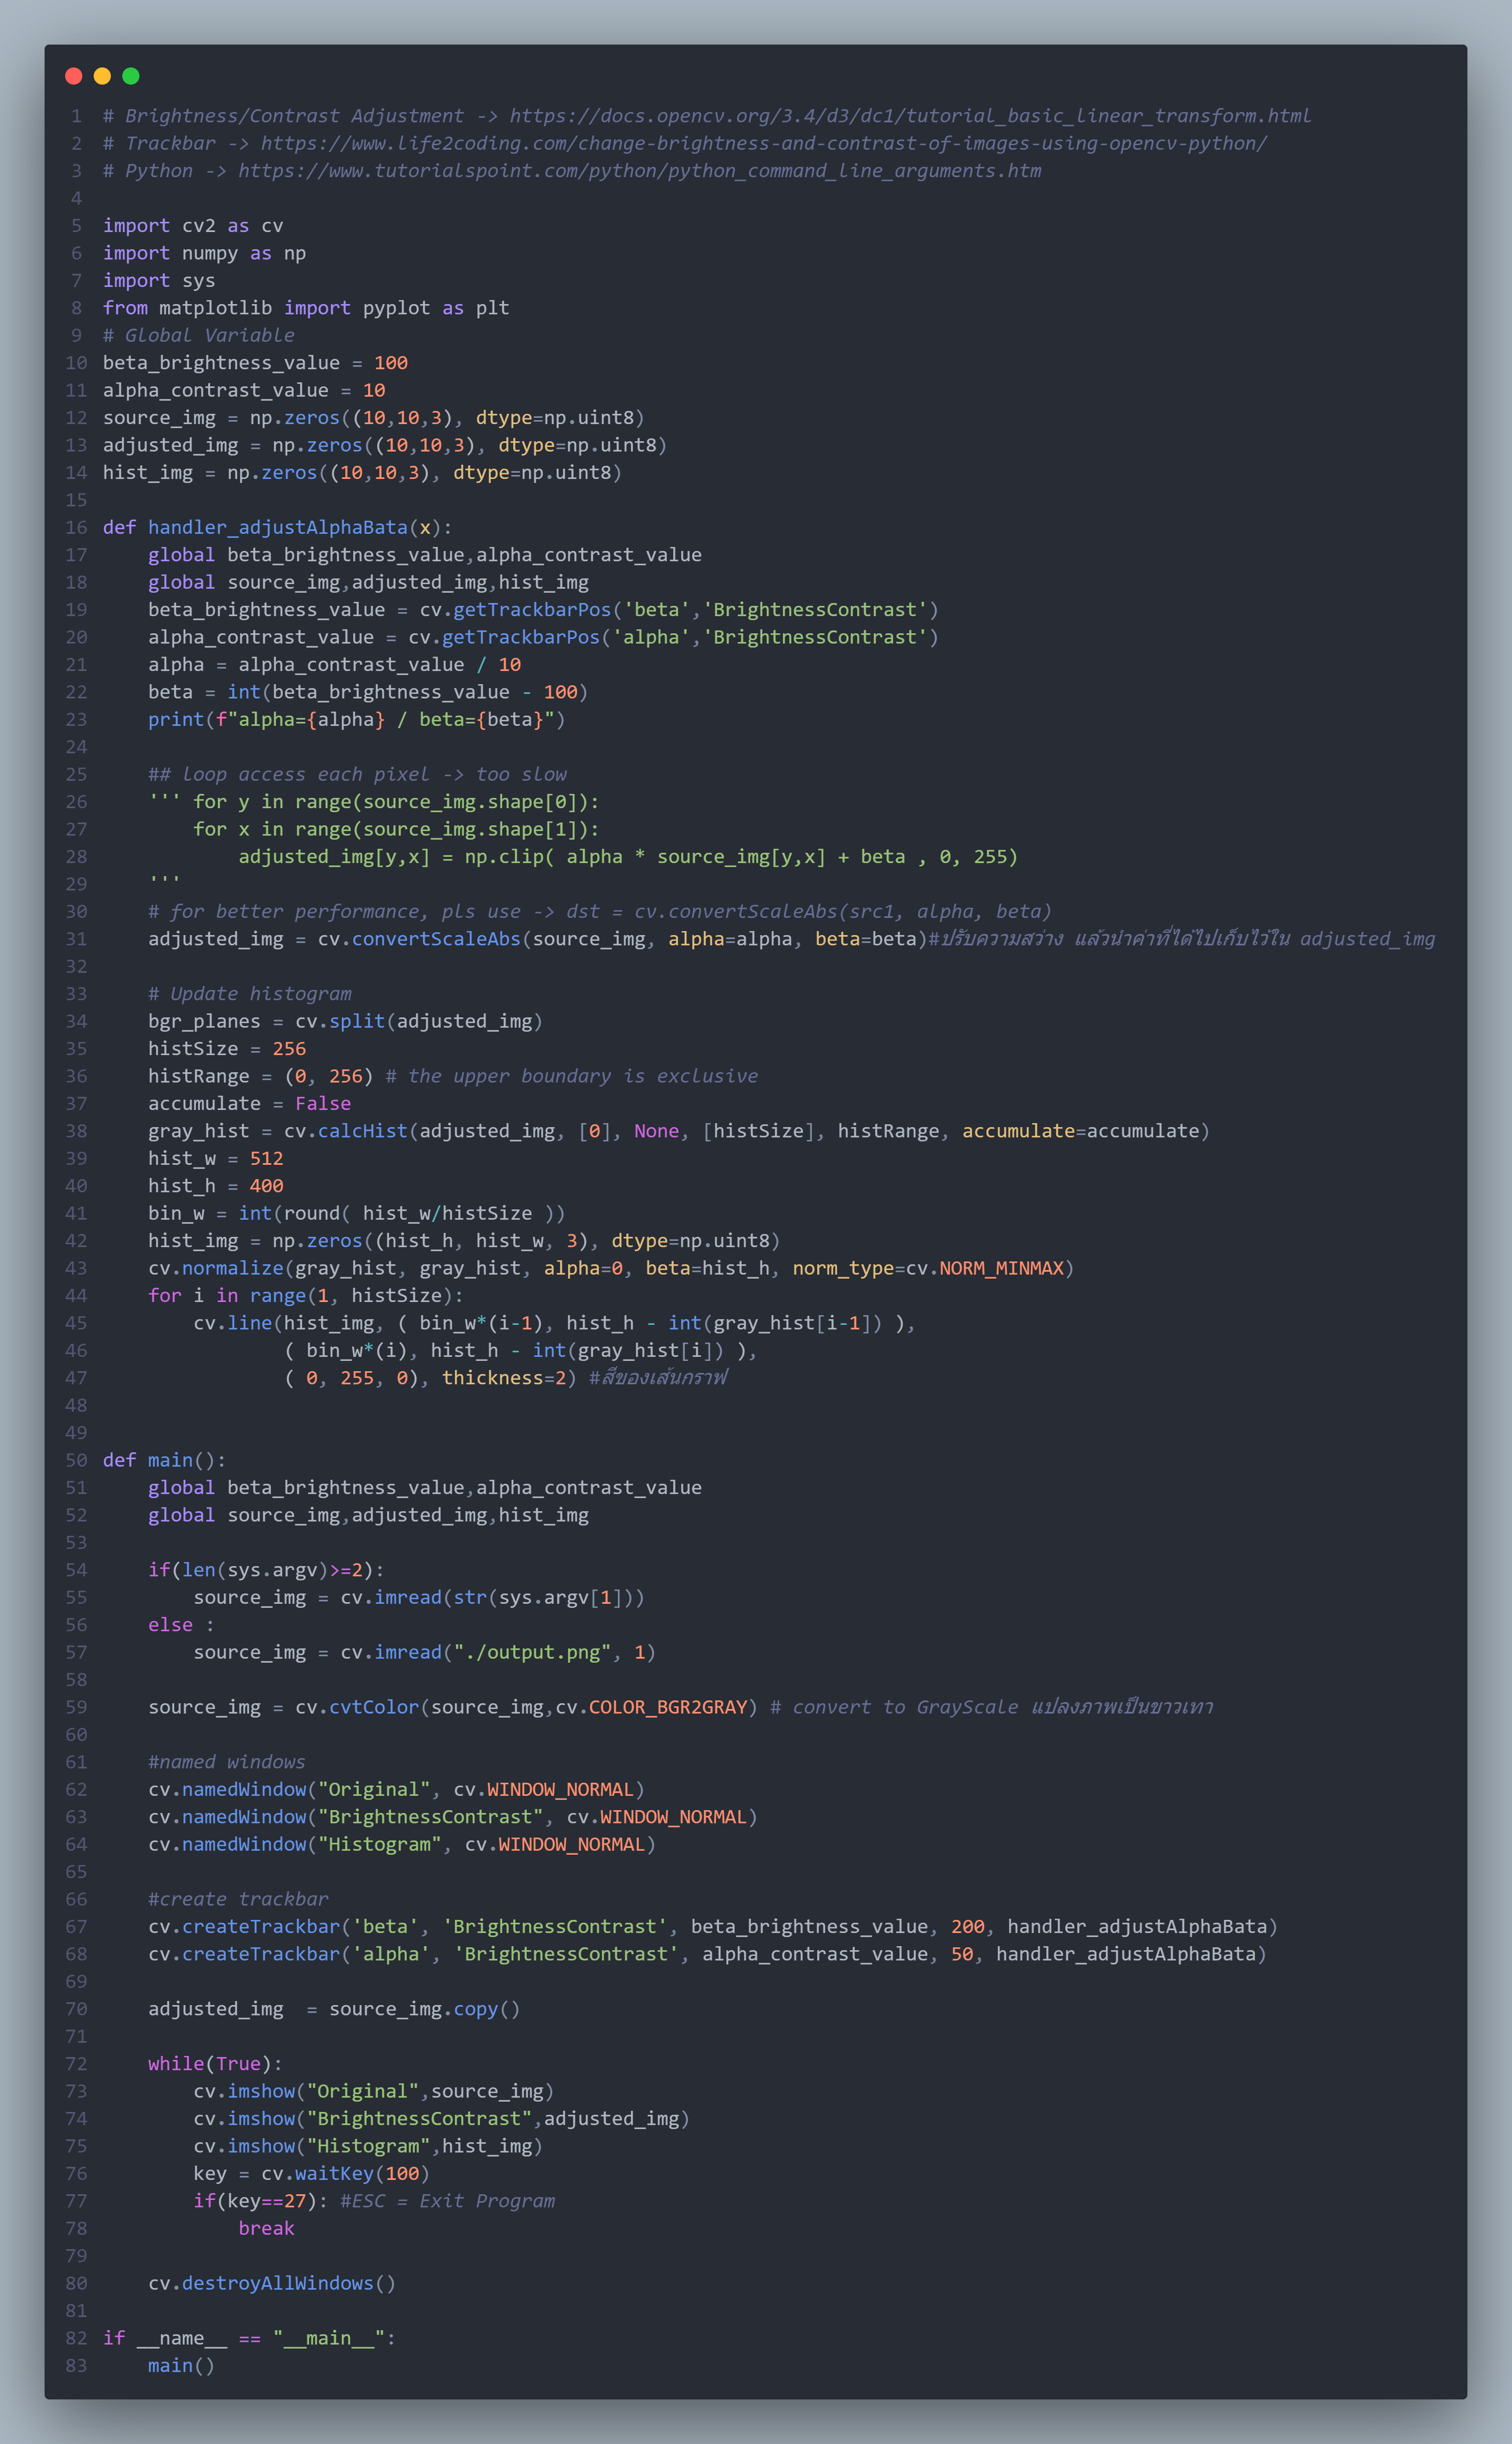 1 # Brightness/Contrast Adjustment -> https://docs.opencv.org/3.4/d3/dc1/tutorial_basic_linear_transform.html
2 # Trackbar -> https://www.life2coding.com/change-brightness-and-contrast-of-images-using-opencv-python/
3 # Python -> https://www.tutorialspoint.com/python/python_command_line_arguments.htm
4
5 import cv2 as cv
6 import numpy as np
7 import sys
8 from matplotlib import pyplot as plt
9 # Global Variable
10 beta_brightness_value = 100
11 alpha_contrast_value = 10
12 source_img = np.zeros((10,10,3), dtype=np.uint8)
13 adjusted_img = np.zeros((10,10,3), dtype=np.uint8)
14 hist_img = np.zeros((10,10,3), dtype=np.uint8)
15
16 def handler_adjustAlphaBata(x):
17     global beta_brightness_value,alpha_contrast_value
18     global source_img,adjusted_img,hist_img
19     beta_brightness_value = cv.getTrackbarPos('beta','BrightnessContrast')
20     alpha_contrast_value = cv.getTrackbarPos('alpha','BrightnessContrast')
21     alpha = alpha_contrast_value / 10
22     beta = int(beta_brightness_value - 100)
23     print(f"alpha={alpha} / beta={beta}")
24
25     ## loop access each pixel -> too slow
26     ''' for y in range(source_img.shape[0]):
27         for x in range(source_img.shape[1]):
28             adjusted_img[y,x] = np.clip( alpha * source_img[y,x] + beta , 0, 255)
29     '''
30     # for better performance, pls use -> dst = cv.convertScaleAbs(src1, alpha, beta)
31     adjusted_img = cv.convertScaleAbs(source_img, alpha=alpha, beta=beta)#ปรับความสว่าง แล้วนำค่าที่ได้ไปเก็บไว้ใน adjusted_img
32
33     # Update histogram
34     bgr_planes = cv.split(adjusted_img)
35     histSize = 256
36     histRange = (0, 256) # the upper boundary is exclusive
37     accumulate = False
38     gray_hist = cv.calcHist(adjusted_img, [0], None, [histSize], histRange, accumulate=accumulate)
39     hist_w = 512
40     hist_h = 400
41     bin_w = int(round( hist_w/histSize ))
42     hist_img = np.zeros((hist_h, hist_w, 3), dtype=np.uint8)
43     cv.normalize(gray_hist, gray_hist, alpha=0, beta=hist_h, norm_type=cv.NORM_MINMAX)
44     for i in range(1, histSize):
45         cv.line(hist_img, ( bin_w*(i-1), hist_h - int(gray_hist[i-1]) ),
46                 ( bin_w*(i), hist_h - int(gray_hist[i]) ),
47                 ( 0, 255, 0), thickness=2) #สีของเส้นกราฟ
48
49
50 def main():
51     global beta_brightness_value,alpha_contrast_value
52     global source_img,adjusted_img,hist_img
53
54     if(len(sys.argv)>=2):
55         source_img = cv.imread(str(sys.argv[1]))
56     else :
57         source_img = cv.imread("./output.png", 1)
58
59     source_img = cv.cvtColor(source_img,cv.COLOR_BGR2GRAY) # convert to GrayScale แปลงภาพเป็นขาวเทา
60
61     #named windows
62     cv.namedWindow("Original", cv.WINDOW_NORMAL)
63     cv.namedWindow("BrightnessContrast", cv.WINDOW_NORMAL)
64     cv.namedWindow("Histogram", cv.WINDOW_NORMAL)
65
66     #create trackbar
67     cv.createTrackbar('beta', 'BrightnessContrast', beta_brightness_value, 200, handler_adjustAlphaBata)
68     cv.createTrackbar('alpha', 'BrightnessContrast', alpha_contrast_value, 50, handler_adjustAlphaBata)
69
70     adjusted_img  = source_img.copy()
71
72     while(True):
73         cv.imshow("Original",source_img)
74         cv.imshow("BrightnessContrast",adjusted_img)
75         cv.imshow("Histogram",hist_img)
76         key = cv.waitKey(100)
77         if(key==27): #ESC = Exit Program
78             break
79
80     cv.destroyAllWindows()
81
82 if __name__ == "__main__":
83     main()